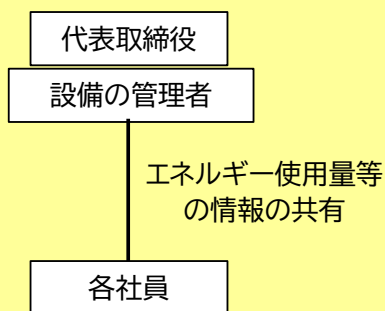 代表取締役
設備の管理者
エネルギー使用量等
の情報の共有
各社員